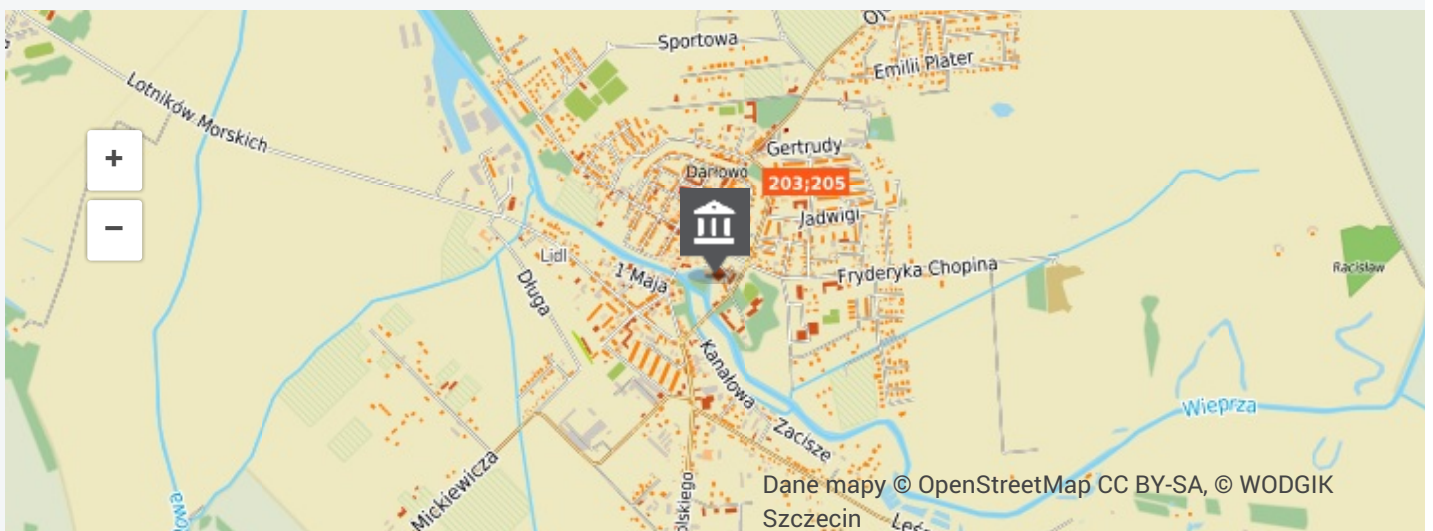 Sportowa
Emilii Plater
Lotników Morskich
+
Gertrudy
Darłowo
203;205
Jadwigi
−
Lidl
1 Maja
Fryderyka Chopina
Racisław
Długa
Kanałowa
Wieprza
Zacisze
Mickiewicza
Dane mapy © OpenStreetMap CC BY-SA, © WODGIK
Szczecin